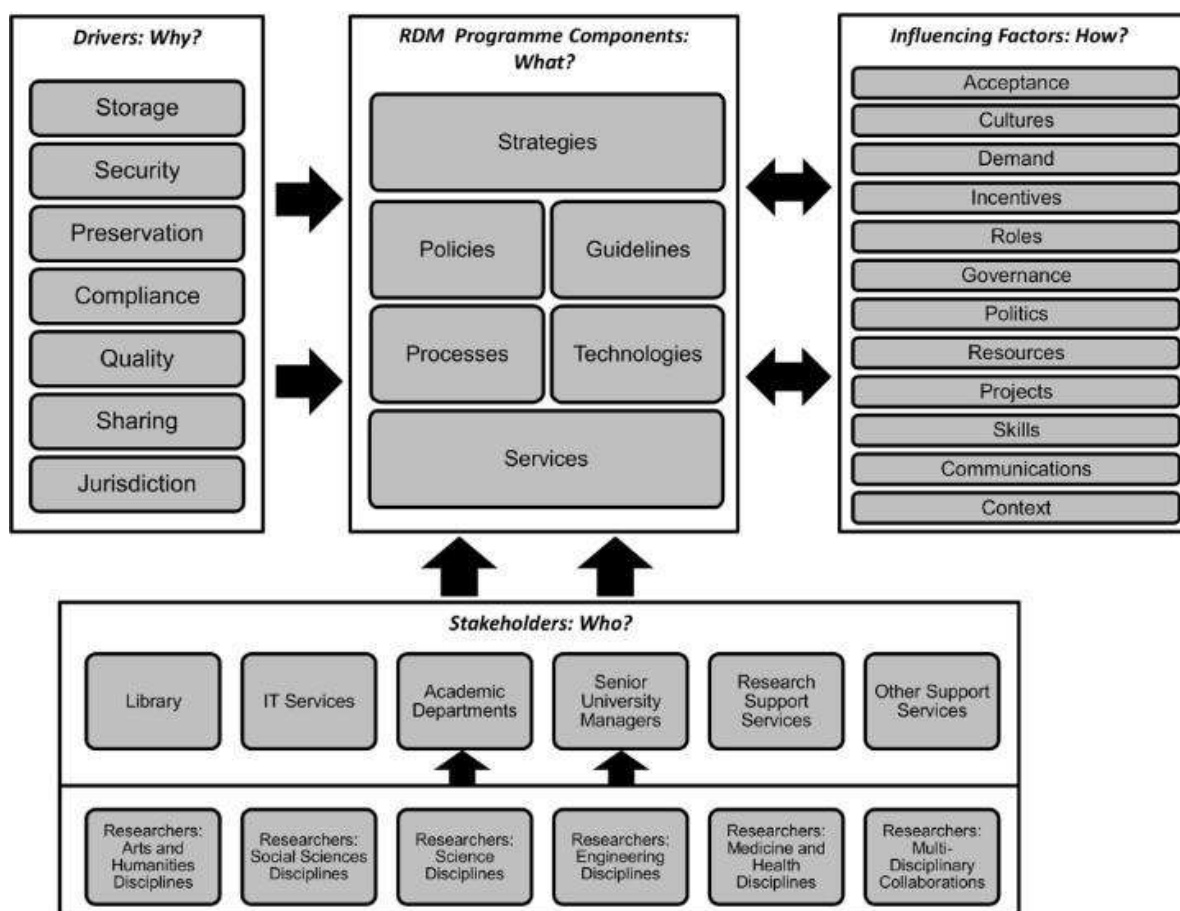 Drivers: Why?
Storage
Security
Preservation
Compliance
Quality
Sharing
Jurisdiction
RDM Programme Components:
What?
Strategies
Policies
Guidelines
Processes
Technologies
Services
Influencing Factors: How?
Acceptance
Cultures
Demand
Incentives
Roles
Governance
Politics
Resources
Projects
Skills
Communications
Context
Stakeholders: Who?
Library
IT Services
Academic
Departments
Senior
University
Managers
Research
Support
Services
Other Support
Services
Researchers:
Arts and
Humanities
Disciplines
Researchers:
Social Sciences
Disciplines
Researchers:
Science
Disciplines
Researchers:
Engineering
Disciplines
Researchers:
Medicine and
Health
Disciplines
Researchers:
Multi-
Disciplinary
Collaborations